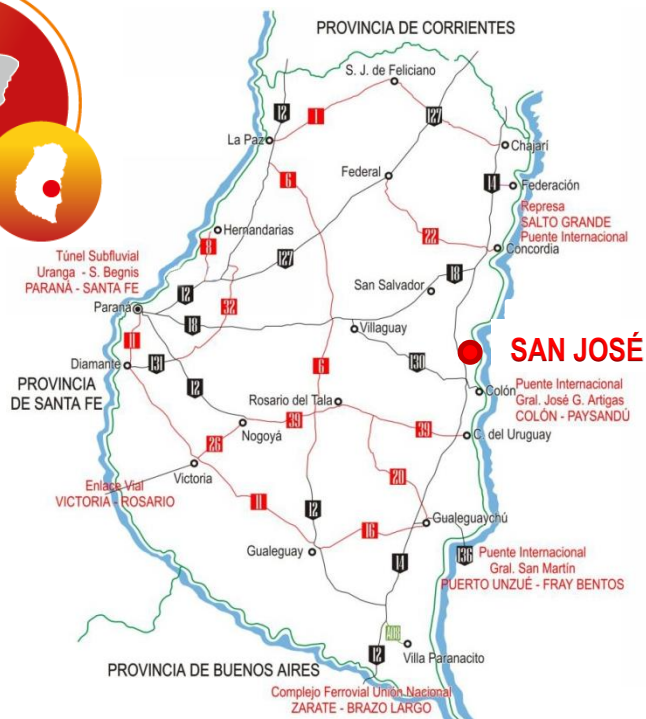 PROVINCIA DE CORRIENTES
S. J. de Feliciano
12
1
127
La Paz
Chajarí
6
Federal
14
Federación
Represa
SALTO GRANDE
Puente Internacional
Hernandarias
8
22
Concordia
Túnel Subfluvial
Uranga - S. Begnis
PARANÁ - SANTA FE
127
18
12
San Salvador
32
Paraná
18
Villaguay
SAN JOSÉ
11
131
6
130
Diamante
PROVINCIA
DE SANTA FE
12
Rosario del Tala
Colón
Puente Internacional
Gral. José G. Artigas
COLÓN - PAYSANDÚ
39
39
C. del Uruguay
26
Nogoyá
Victoria
20
Enlace Vial
VICTORIA - ROSARIO
11
12
16
Gualeguaychú
Gualeguay
14
136
Puente Internacional
Gral. San Martín
PUERTO UNZUÉ - FRAY BENTOS
12
Villa Paranacito
PROVINCIA DE BUENOS AIRES
Complejo Ferrovial Unión Nacional
ZARATE - BRAZO LARGO